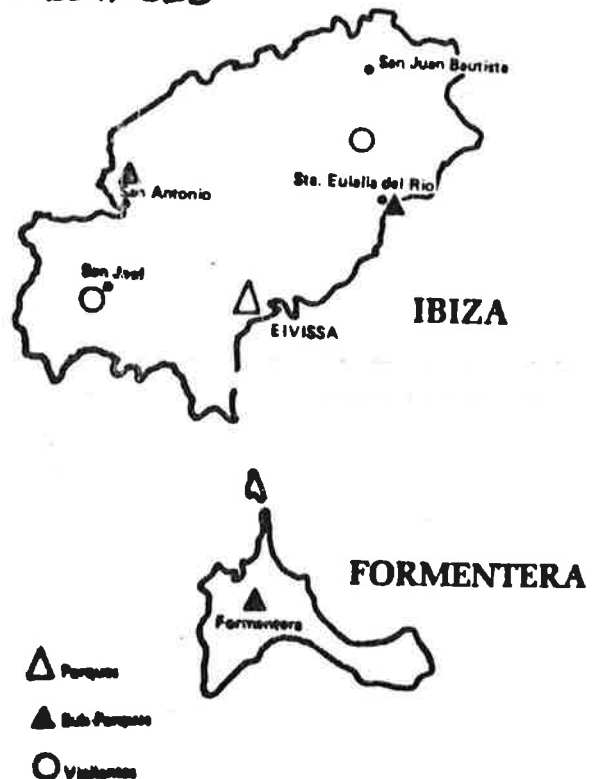 San Juan Bautista
Sta. Eulalia del Rio
San Antonio
San José
EIVISSA
IBIZA
FORMENTERA
Formentera
Parques
Sub-Parques
Vigilantes